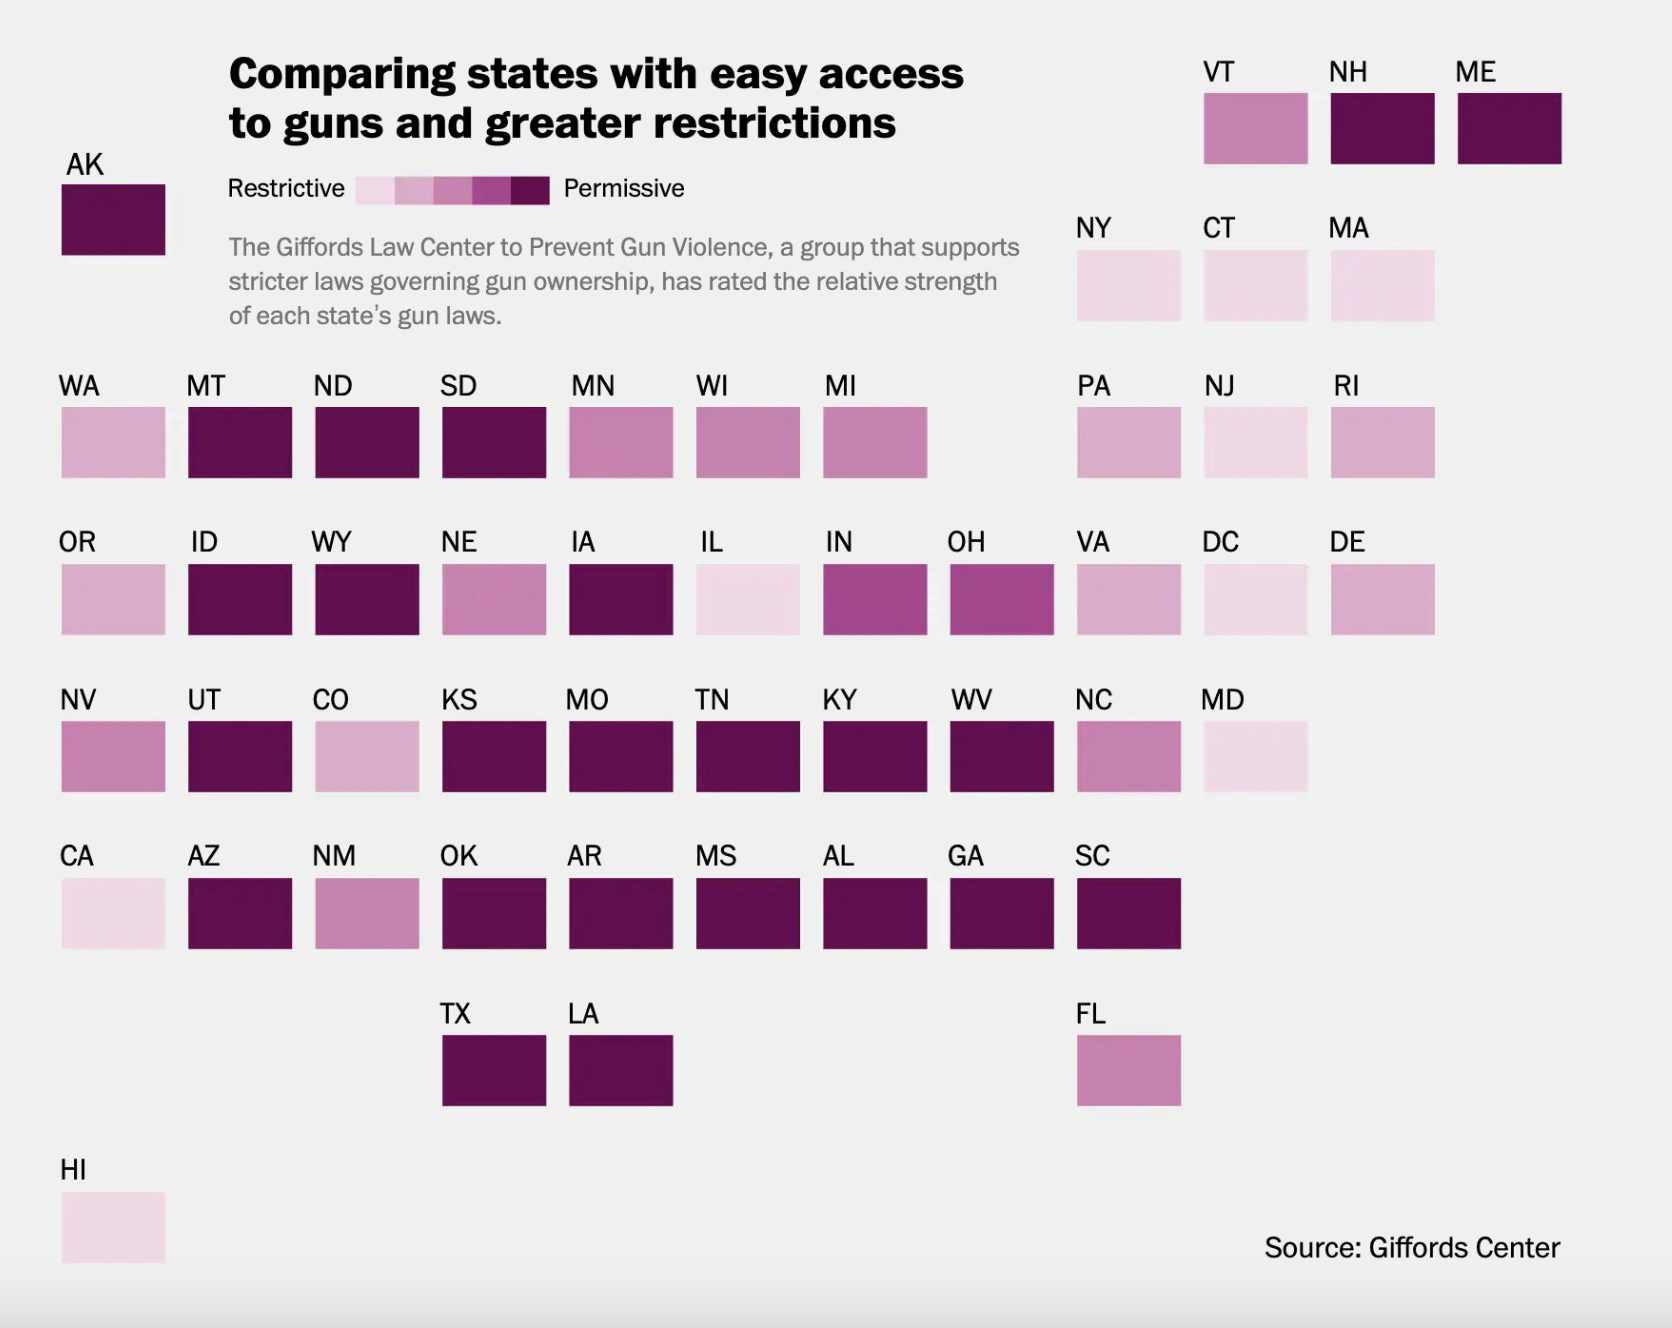 Comparing states with easy access
to guns and greater restrictions
Restrictive Permissive
The Giffords Law Center to Prevent Gun Violence, a group that supports
stricter laws governing gun ownership, has rated the relative strength
of each state's gun laws.
VT NH ME
AK
NY CT MA
WA MT ND SD MN WI MI PA NJ RI
OR ID WY NE IA IL IN OH VA DC DE
NV UT CO KS MO TN KY WV NC MD
CA AZ NM OK AR MS AL GA SC
TX LA FL
HI
Source: Giffords Center